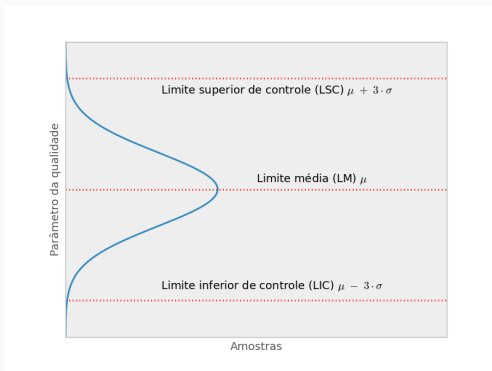 Limite superior de controle (LSC) μ + 3·σ
Limite média (LM) μ
Parâmetro da qualidade
Limite inferior de controle (LIC) μ − 3·σ
Amostras